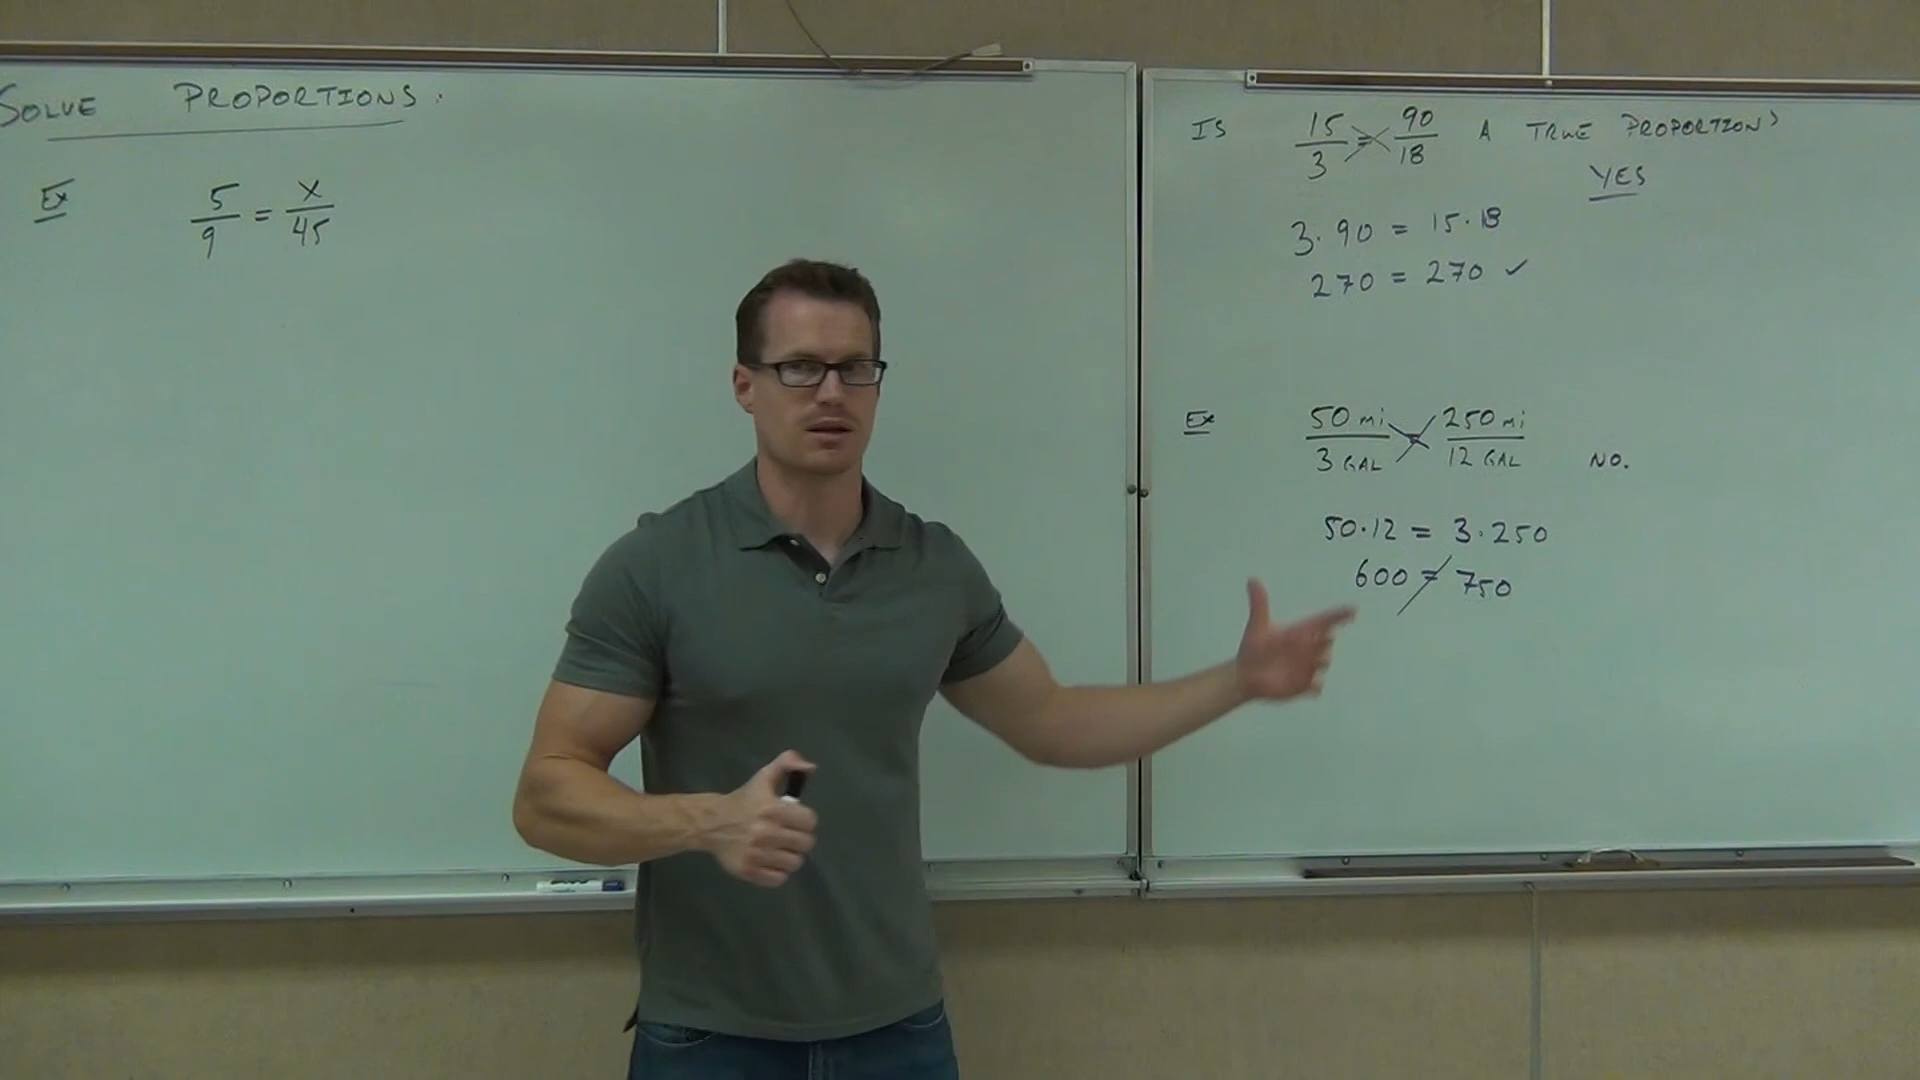 SOLVE PROPORTIONS:
Ex 5/9 = x/45
IS 15/3 = 90/18 A TRUE PROPORTION?
YES
3·90 = 15·18
270 = 270 ✓
Ex 50 mi/3 GAL = 250 mi/12 GAL NO.
50·12 = 3·250
600 ≠ 750